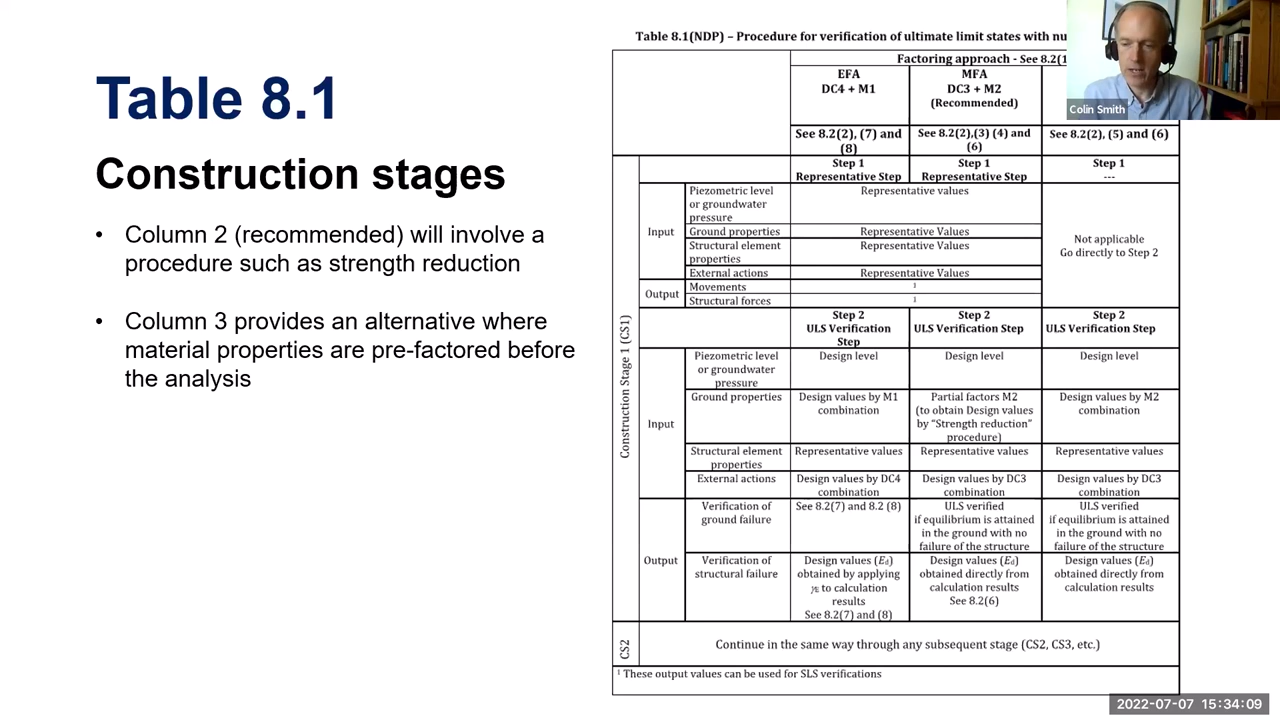 Table 8.1
Construction stages
• Column 2 (recommended) will involve a
procedure such as strength reduction
• Column 3 provides an alternative where
material properties are pre-factored before
the analysis
Table 8.1(NDP) – Procedure for verification of ultimate limit states with
Factoring approach - See
EFA
DC4 + M1
MFA
DC3 + M2
(Recommended)
See 8.2(2), (7) and
(8)
See 8.2(2),(3) (4) and
(6)
See 8.2(2), (5) and (6)
Step 1
Representative Step
Step 1
Representative Step
Step 1
---
Construction Stage 1 (CS1)
Input
Piezometric level
or groundwater
pressure
Representative values
Ground properties
Representative Values
Structural element
properties
Representative Values
External actions
Representative Values
Not applicable
Go directly to Step 2
Output
Movements
1
Structural forces
1
Step 2
ULS Verification
Step
Step 2
ULS Verification Step
Step 2
ULS Verification Step
Input
Piezometric level
or groundwater
pressure
Design level
Design level
Design level
Ground properties
Design values by M1
combination
Partial factors M2
(to obtain Design values
by “Strength reduction”
procedure)
Design values by M2
combination
Structural element
properties
Representative values
Representative values
Representative values
External actions
Design values by DC4
combination
Design values by DC3
combination
Design values by DC3
combination
Output
Verification of
ground failure
See 8.2(7) and 8.2 (8)
ULS verified
if equilibrium is attained
in the ground with no
failure of the structure
ULS verified
if equilibrium is attained
in the ground with no
failure of the structure
Verification of
structural failure
Design values (Ed)
obtained by applying
γE to calculation
results
See 8.2(7) and (8)
Design values (Ed)
obtained directly from
calculation results
See 8.2(6)
Design values (Ed)
obtained directly from
calculation results
CS2
Continue in the same way through any subsequent stage (CS2, CS3, etc.)
1 These output values can be used for SLS verifications
Colin Smith
2022-07-07 15:34:09